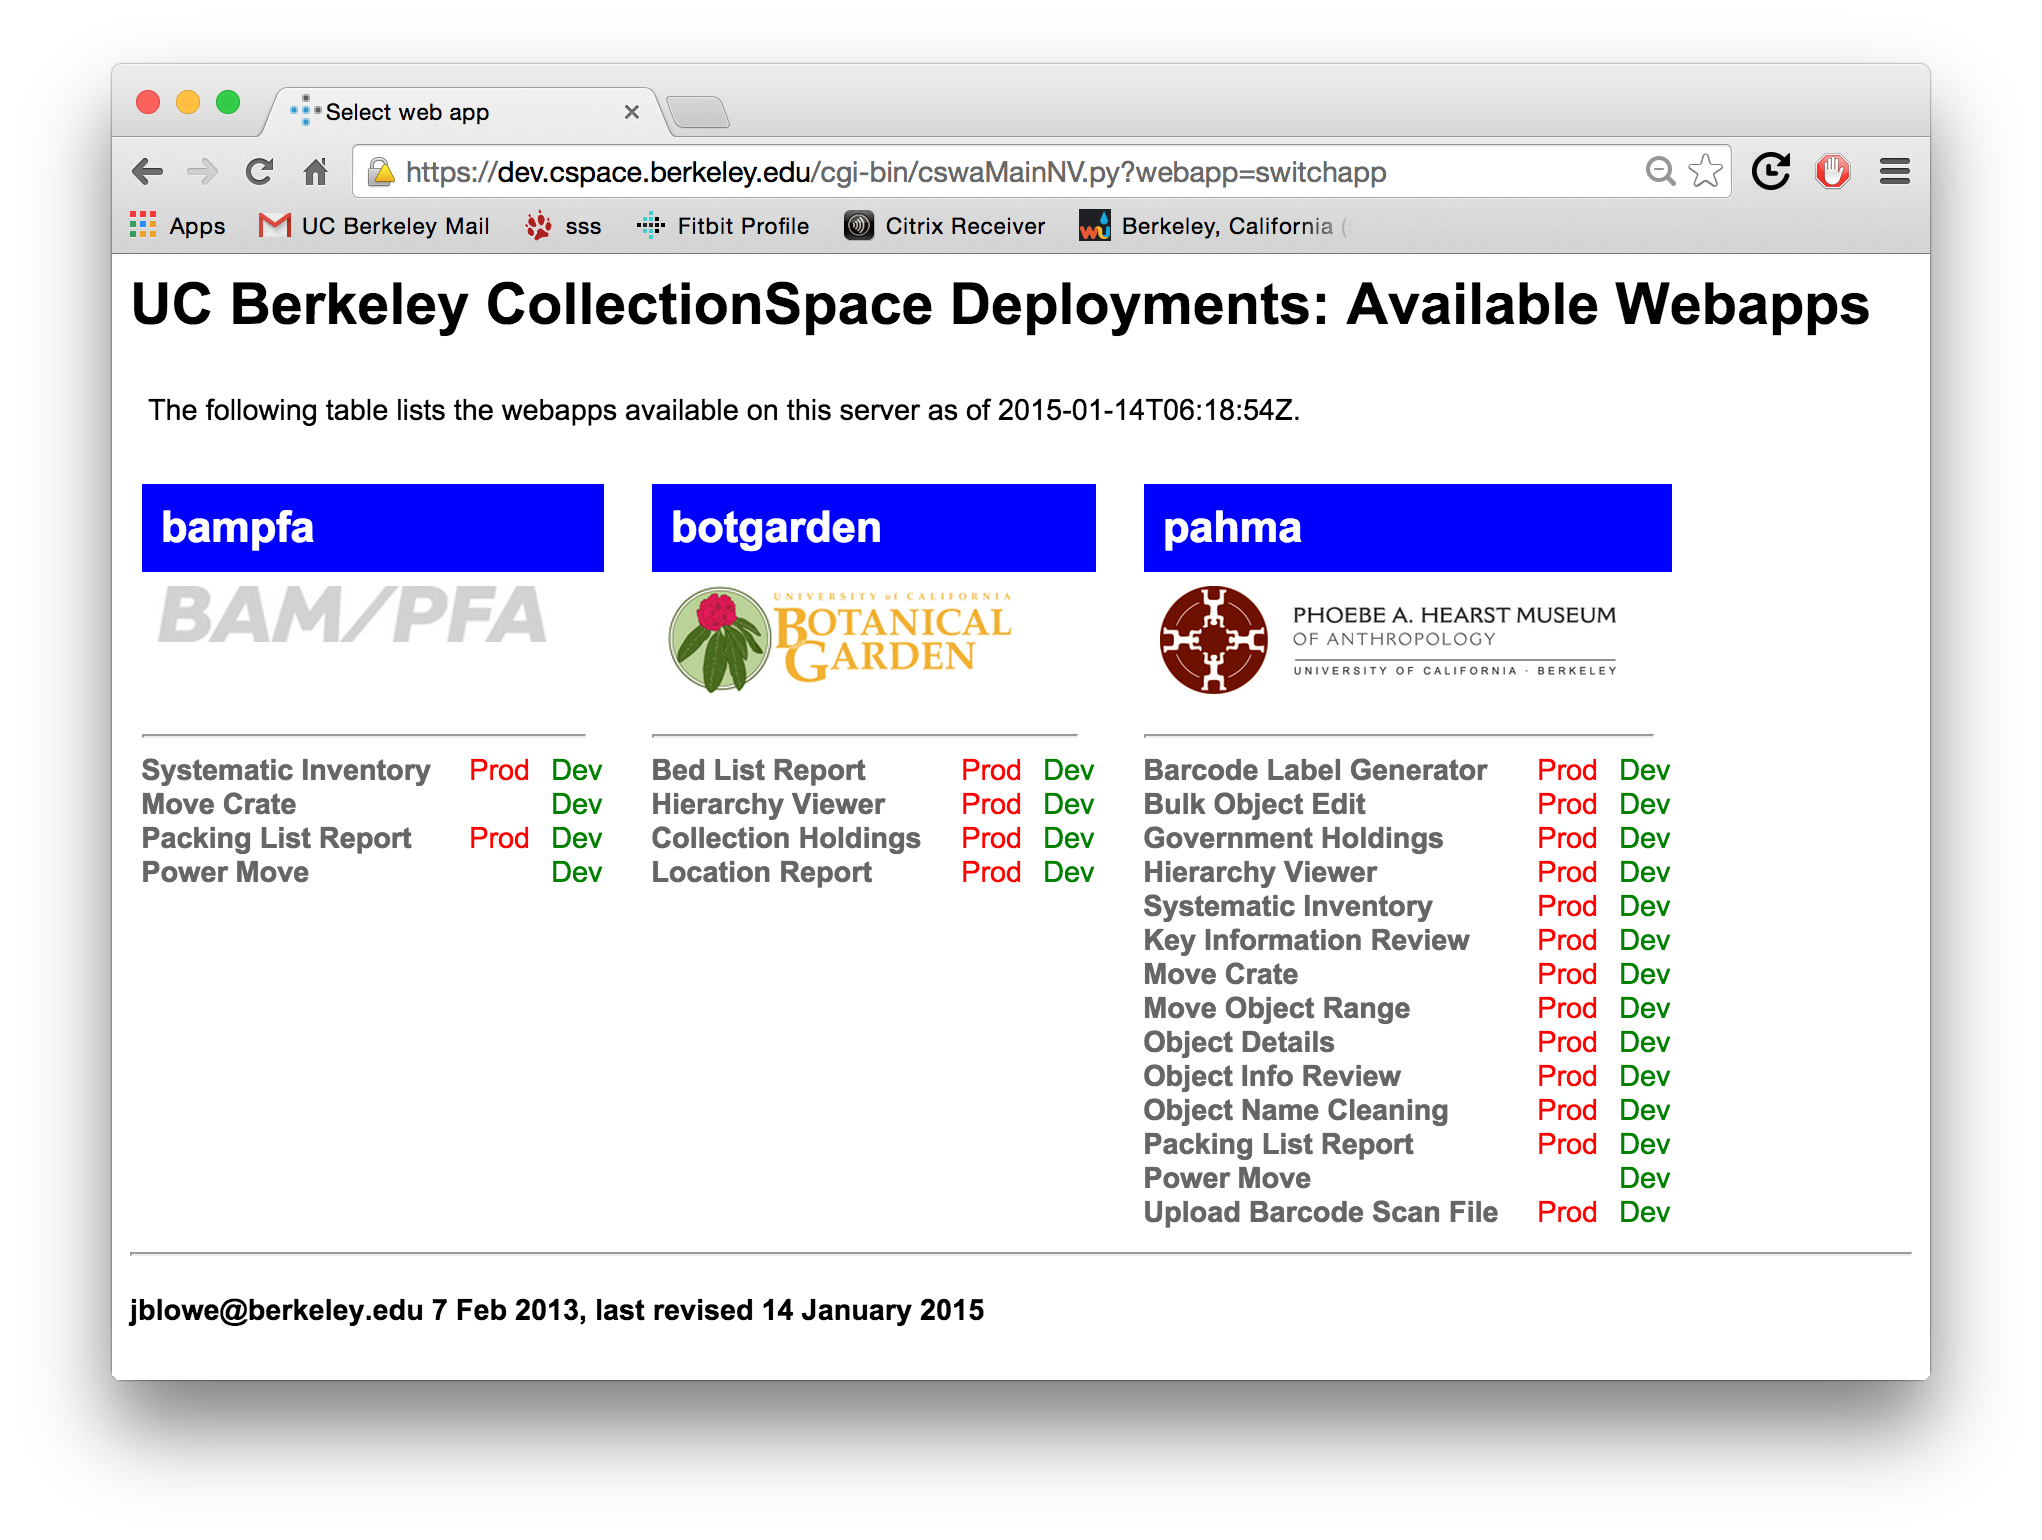 Select web app
https://dev.cspace.berkeley.edu/cgi-bin/cswaMainNV.py?webapp=switchapp
Apps UC Berkeley Mail sss Fitbit Profile Citrix Receiver Berkeley, California (
UC Berkeley CollectionSpace Deployments: Available Webapps
The following table lists the webapps available on this server as of 2015-01-14T06:18:54Z.
bampfa
BAM/PFA
Systematic Inventory Prod Dev
Move Crate Dev
Packing List Report Prod Dev
Power Move Dev
botgarden
UNIVERSITY of CALIFORNIA
BOTANICAL
GARDEN
Bed List Report Prod Dev
Hierarchy Viewer Prod Dev
Collection Holdings Prod Dev
Location Report Prod Dev
pahma
PHOEBE A. HEARST MUSEUM
OF ANTHROPOLOGY
UNIVERSITY OF CALIFORNIA · BERKELEY
Barcode Label Generator Prod Dev
Bulk Object Edit Prod Dev
Government Holdings Prod Dev
Hierarchy Viewer Prod Dev
Systematic Inventory Prod Dev
Key Information Review Prod Dev
Move Crate Prod Dev
Move Object Range Prod Dev
Object Details Prod Dev
Object Info Review Prod Dev
Object Name Cleaning Prod Dev
Packing List Report Prod Dev
Power Move Dev
Upload Barcode Scan File Prod Dev
jblowe@berkeley.edu 7 Feb 2013, last revised 14 January 2015